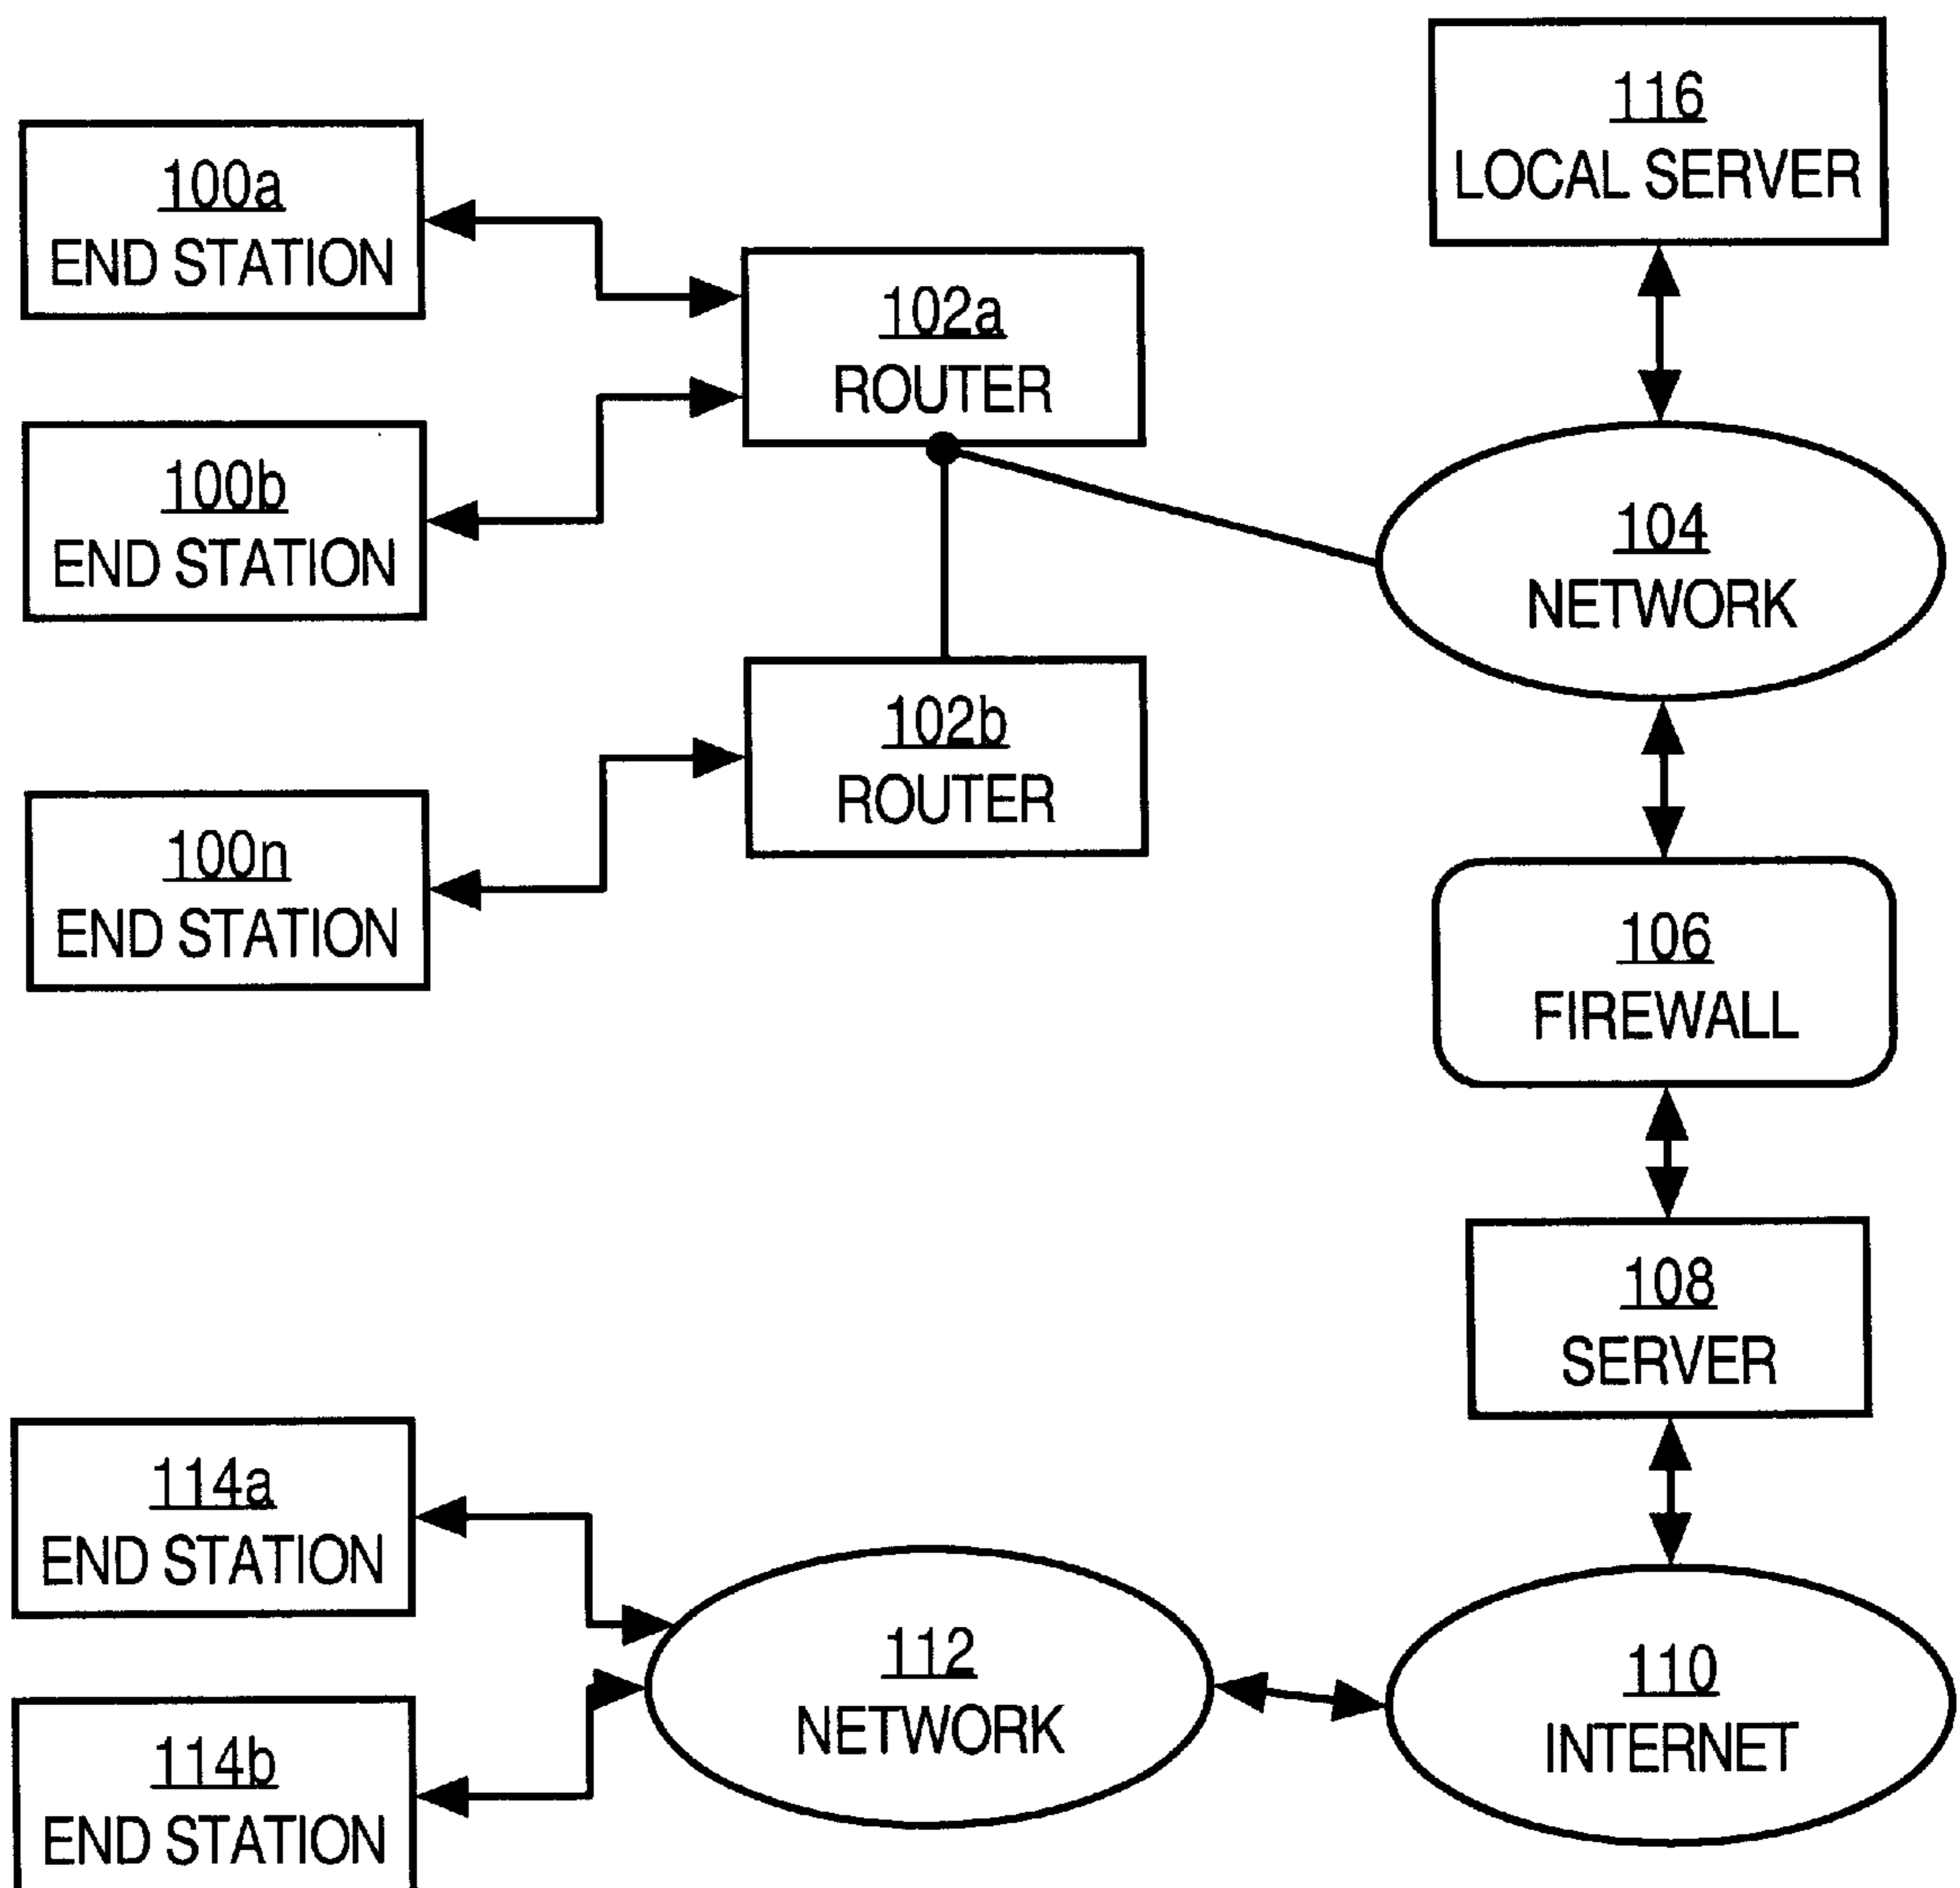 116
LOCAL SERVER
100a
END STATION
102a
ROUTER
100b
END STATION
104
NETWORK
102b
ROUTER
100n
END STATION
106
FIREWALL
108
SERVER
114a
END STATION
112
NETWORK
110
INTERNET
114b
END STATION